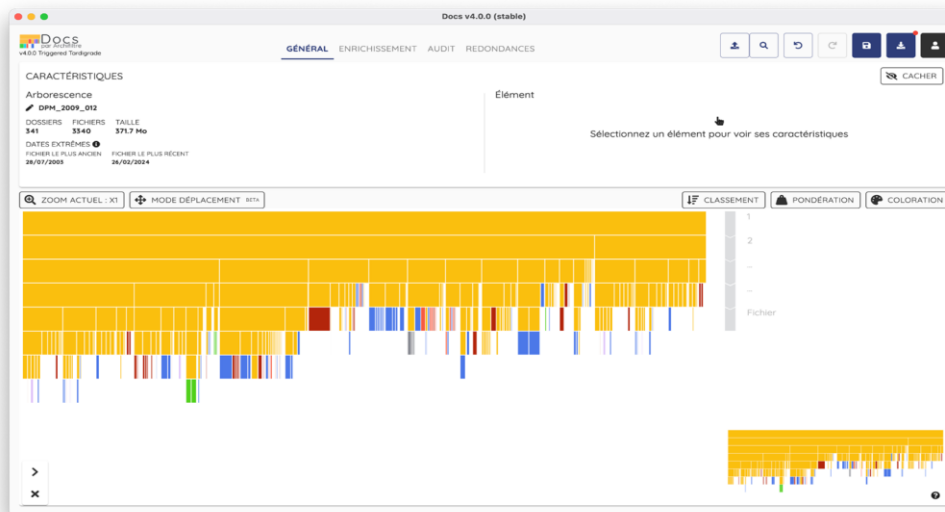 Docs v4.0.0 (stable)
Docs
par Archifiltre
v4.0.0 Triggered Tardigrade
GÉNÉRAL ENRICHISSEMENT AUDIT REDONDANCES
CARACTÉRISTIQUES
CACHER
Arborescence
Élément
DPM_2009_012
DOSSIERS FICHIERS TAILLE
341 3340 371.7 Mo
Sélectionnez un élément pour voir ses caractéristiques
DATES EXTRÊMES
FICHIER LE PLUS ANCIEN FICHIER LE PLUS RÉCENT
28/07/2003 26/02/2024
ZOOM ACTUEL : X1 MODE DÉPLACEMENT BETA CLASSEMENT PONDÉRATION COLORATION
1
2
..
..
Fichier